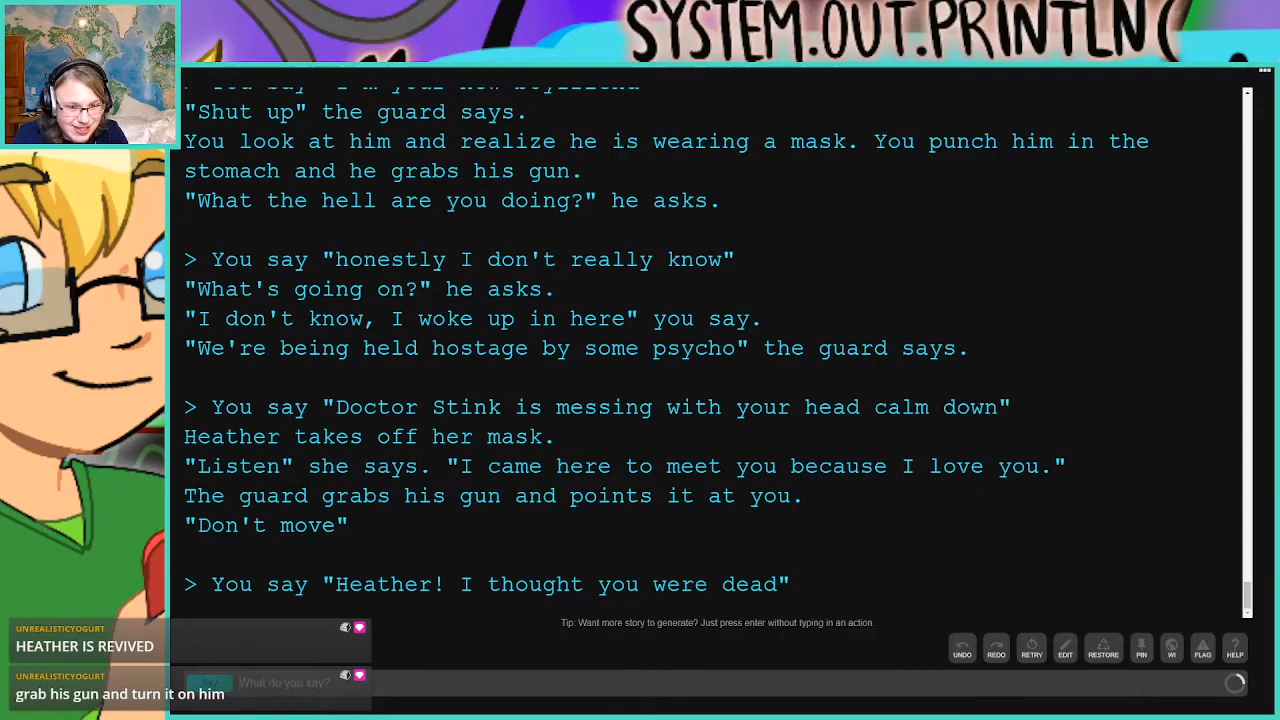 SYSTEM.OUT.PRINTLN(
> You say "I'm your new boyfriend"
"Shut up" the guard says.
You look at him and realize he is wearing a mask. You punch him in the
stomach and he grabs his gun.
"What the hell are you doing?" he asks.
> You say "honestly I don't really know"
"What's going on?" he asks.
"I don't know, I woke up in here" you say.
"We're being held hostage by some psycho" the guard says.
> You say "Doctor Stink is messing with your head calm down"
Heather takes off her mask.
"Listen" she says. "I came here to meet you because I love you."
The guard grabs his gun and points it at you.
"Don't move"
> You say "Heather! I thought you were dead"
Tip: Want more story to generate? Just press enter without typing in an action.
UNDO
REDO
RETRY
EDIT
RESTORE
PIN
WI
FLAG
HELP
UNREALISTICYOGURT
HEATHER IS REVIVED
UNREALISTICYOGURT
grab his gun and turn it on him
Say
What do you say?